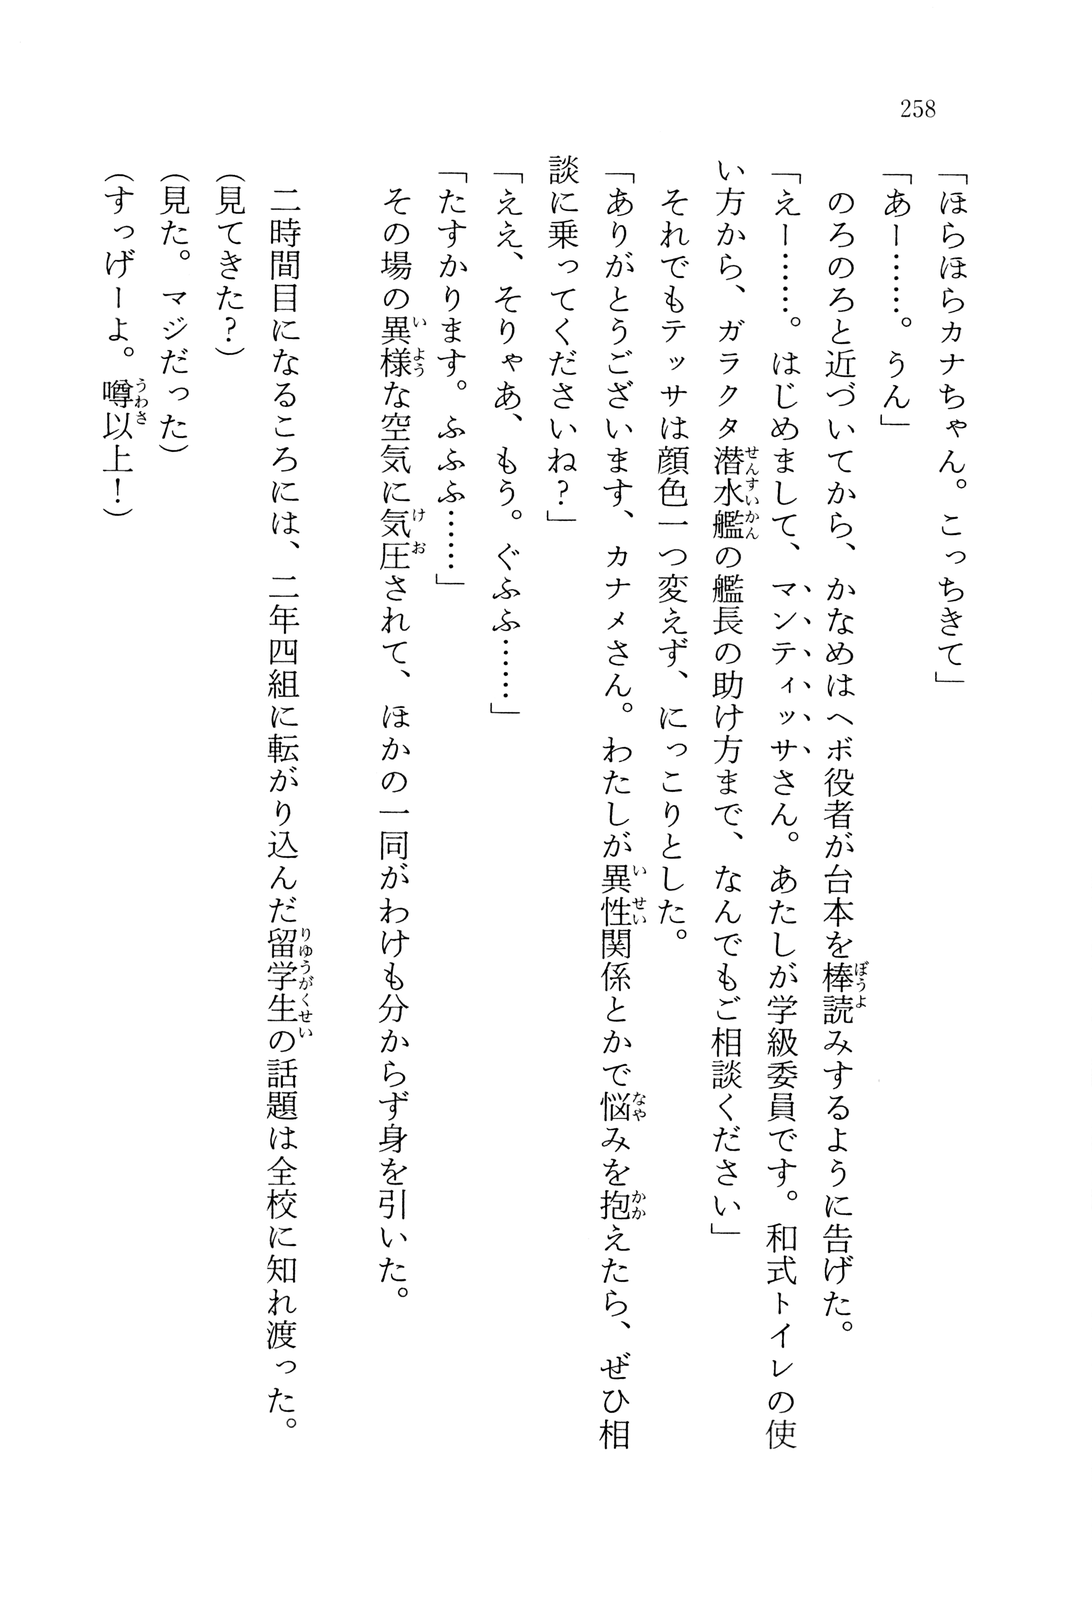 258
「ほらほらカナちゃん。こっちきて」
「あー……。うん」
のろのろと近づいてから、かなめはヘボ役者が台本を棒読みするように告げた。
「えー……。はじめまして、マンティッサさん。あたしが学級委員です。和式トイレの使
い方から、ガラクタ潜水艦の艦長の助け方まで、なんでもご相談ください」
それでもテッサは顔色一つ変えず、にっこりとした。
「ありがとうございます、カナメさん。わたしが異性関係とかで悩みを抱えたら、ぜひ相
談に乗ってくださいね？」
「ええ、そりゃあ、もう。ぐふふ……」
「たすかります。ふふふ……」
その場の異様な空気に気圧されて、ほかの一同がわけも分からず身を引いた。
二時間目になるころには、二年四組に転がり込んだ留学生の話題は全校に知れ渡った。
（見てきた？）
（見た。マジだった）
（すっげーよ。噂以上！）